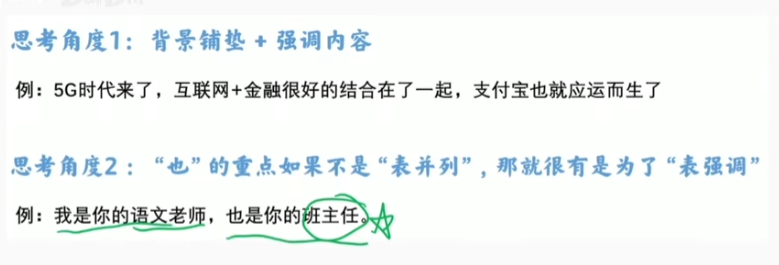 思考角度1：背景铺垫 + 强调内容
例：5G时代来了，互联网+金融很好的结合在了一起，支付宝也就应运而生了
思考角度2：“也”的重点如果不是“表并列”，那就很有是为了“表强调”
例：我是你的语文老师，也是你的班主任。